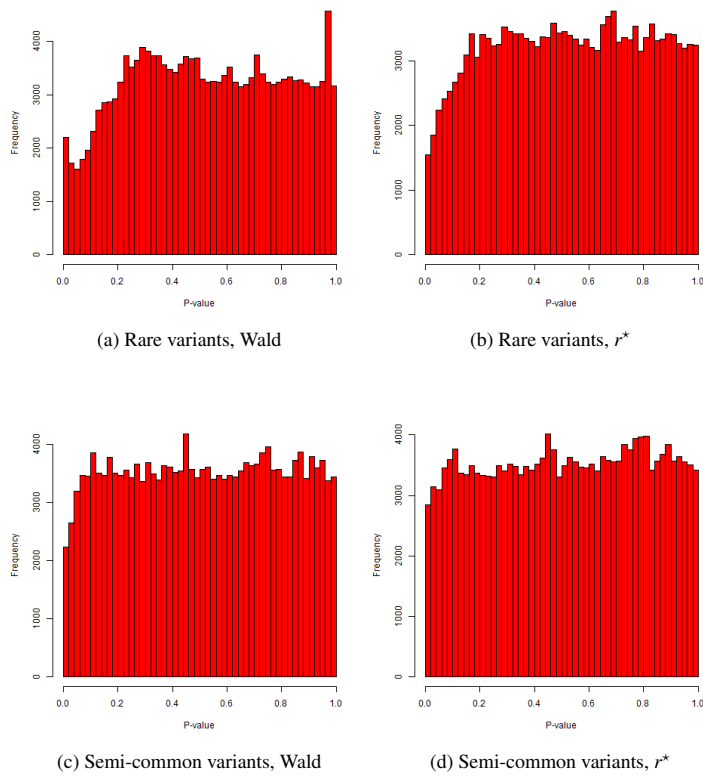 Frequency
0 1000 2000 3000 4000
0.0 0.2 0.4 0.6 0.8 1.0
P-value
(a) Rare variants, Wald
Frequency
0 1000 2000 3000
0.0 0.2 0.4 0.6 0.8 1.0
P-value
(b) Rare variants, r⋆
Frequency
0 1000 2000 3000 4000
0.0 0.2 0.4 0.6 0.8 1.0
P-value
(c) Semi-common variants, Wald
Frequency
0 1000 2000 3000 4000
0.0 0.2 0.4 0.6 0.8 1.0
P-value
(d) Semi-common variants, r⋆